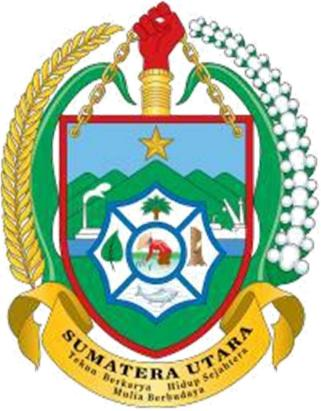 SUMATERA UTARA
Tekun Berkarya Hidup Sejahtera
Mulia Berbudaya